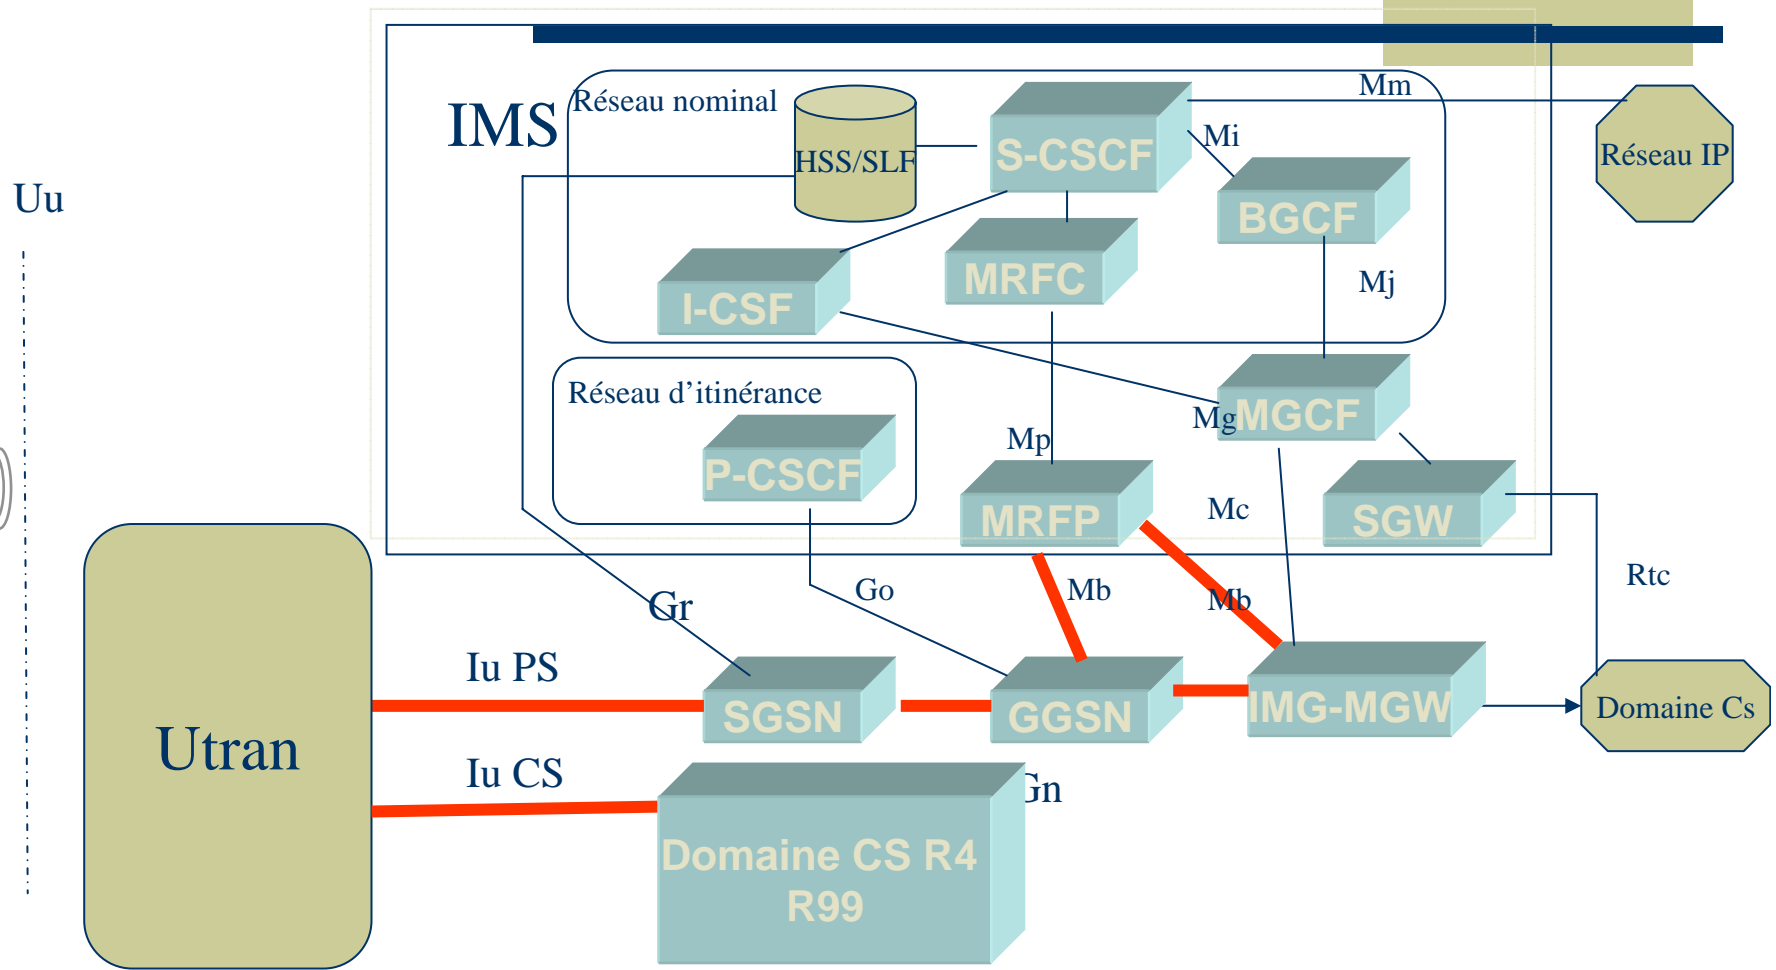 Mm
Réseau nominal
IMS
S-CSCF
Mi
HSS/SLF
Réseau IP
Uu
BGCF
MRFC
Mj
I-CSF
Réseau d’itinérance
MGCF
Mg
Mp
P-CSCF
Mc
MRFP
SGW
Rtc
Go
Mb
Mb
Gr
Iu PS
SGSN
GGSN
IMG-MGW
Domaine Cs
Utran
Iu CS
Gn
Domaine CS R4
R99